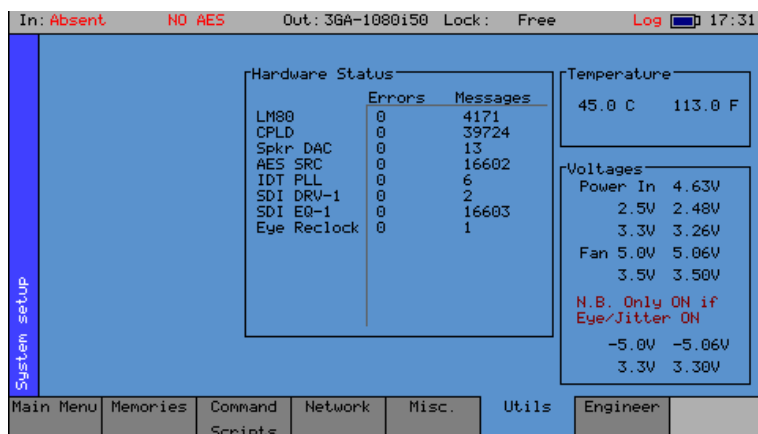 In: Absent NO AES Out: 3GA-1080i50 Lock: Free Log 17:31
Hardware Status
Errors Messages
LM80 0 4171
CPLD 0 39724
Spkr DAC 0 13
AES SRC 0 16602
IDT PLL 0 6
SDI DRV-1 0 2
SDI EQ-1 0 16603
Eye Reclock 0 1
Temperature
45.0 C 113.0 F
Voltages
Power In 4.63V
2.5V 2.48V
3.3V 3.26V
Fan 5.0V 5.06V
3.5V 3.50V
N.B. Only ON if
Eye/Jitter ON
-5.0V -5.06V
3.3V 3.30V
System setup
Main Menu Memories Command Network Misc. Utils Engineer
Scripts